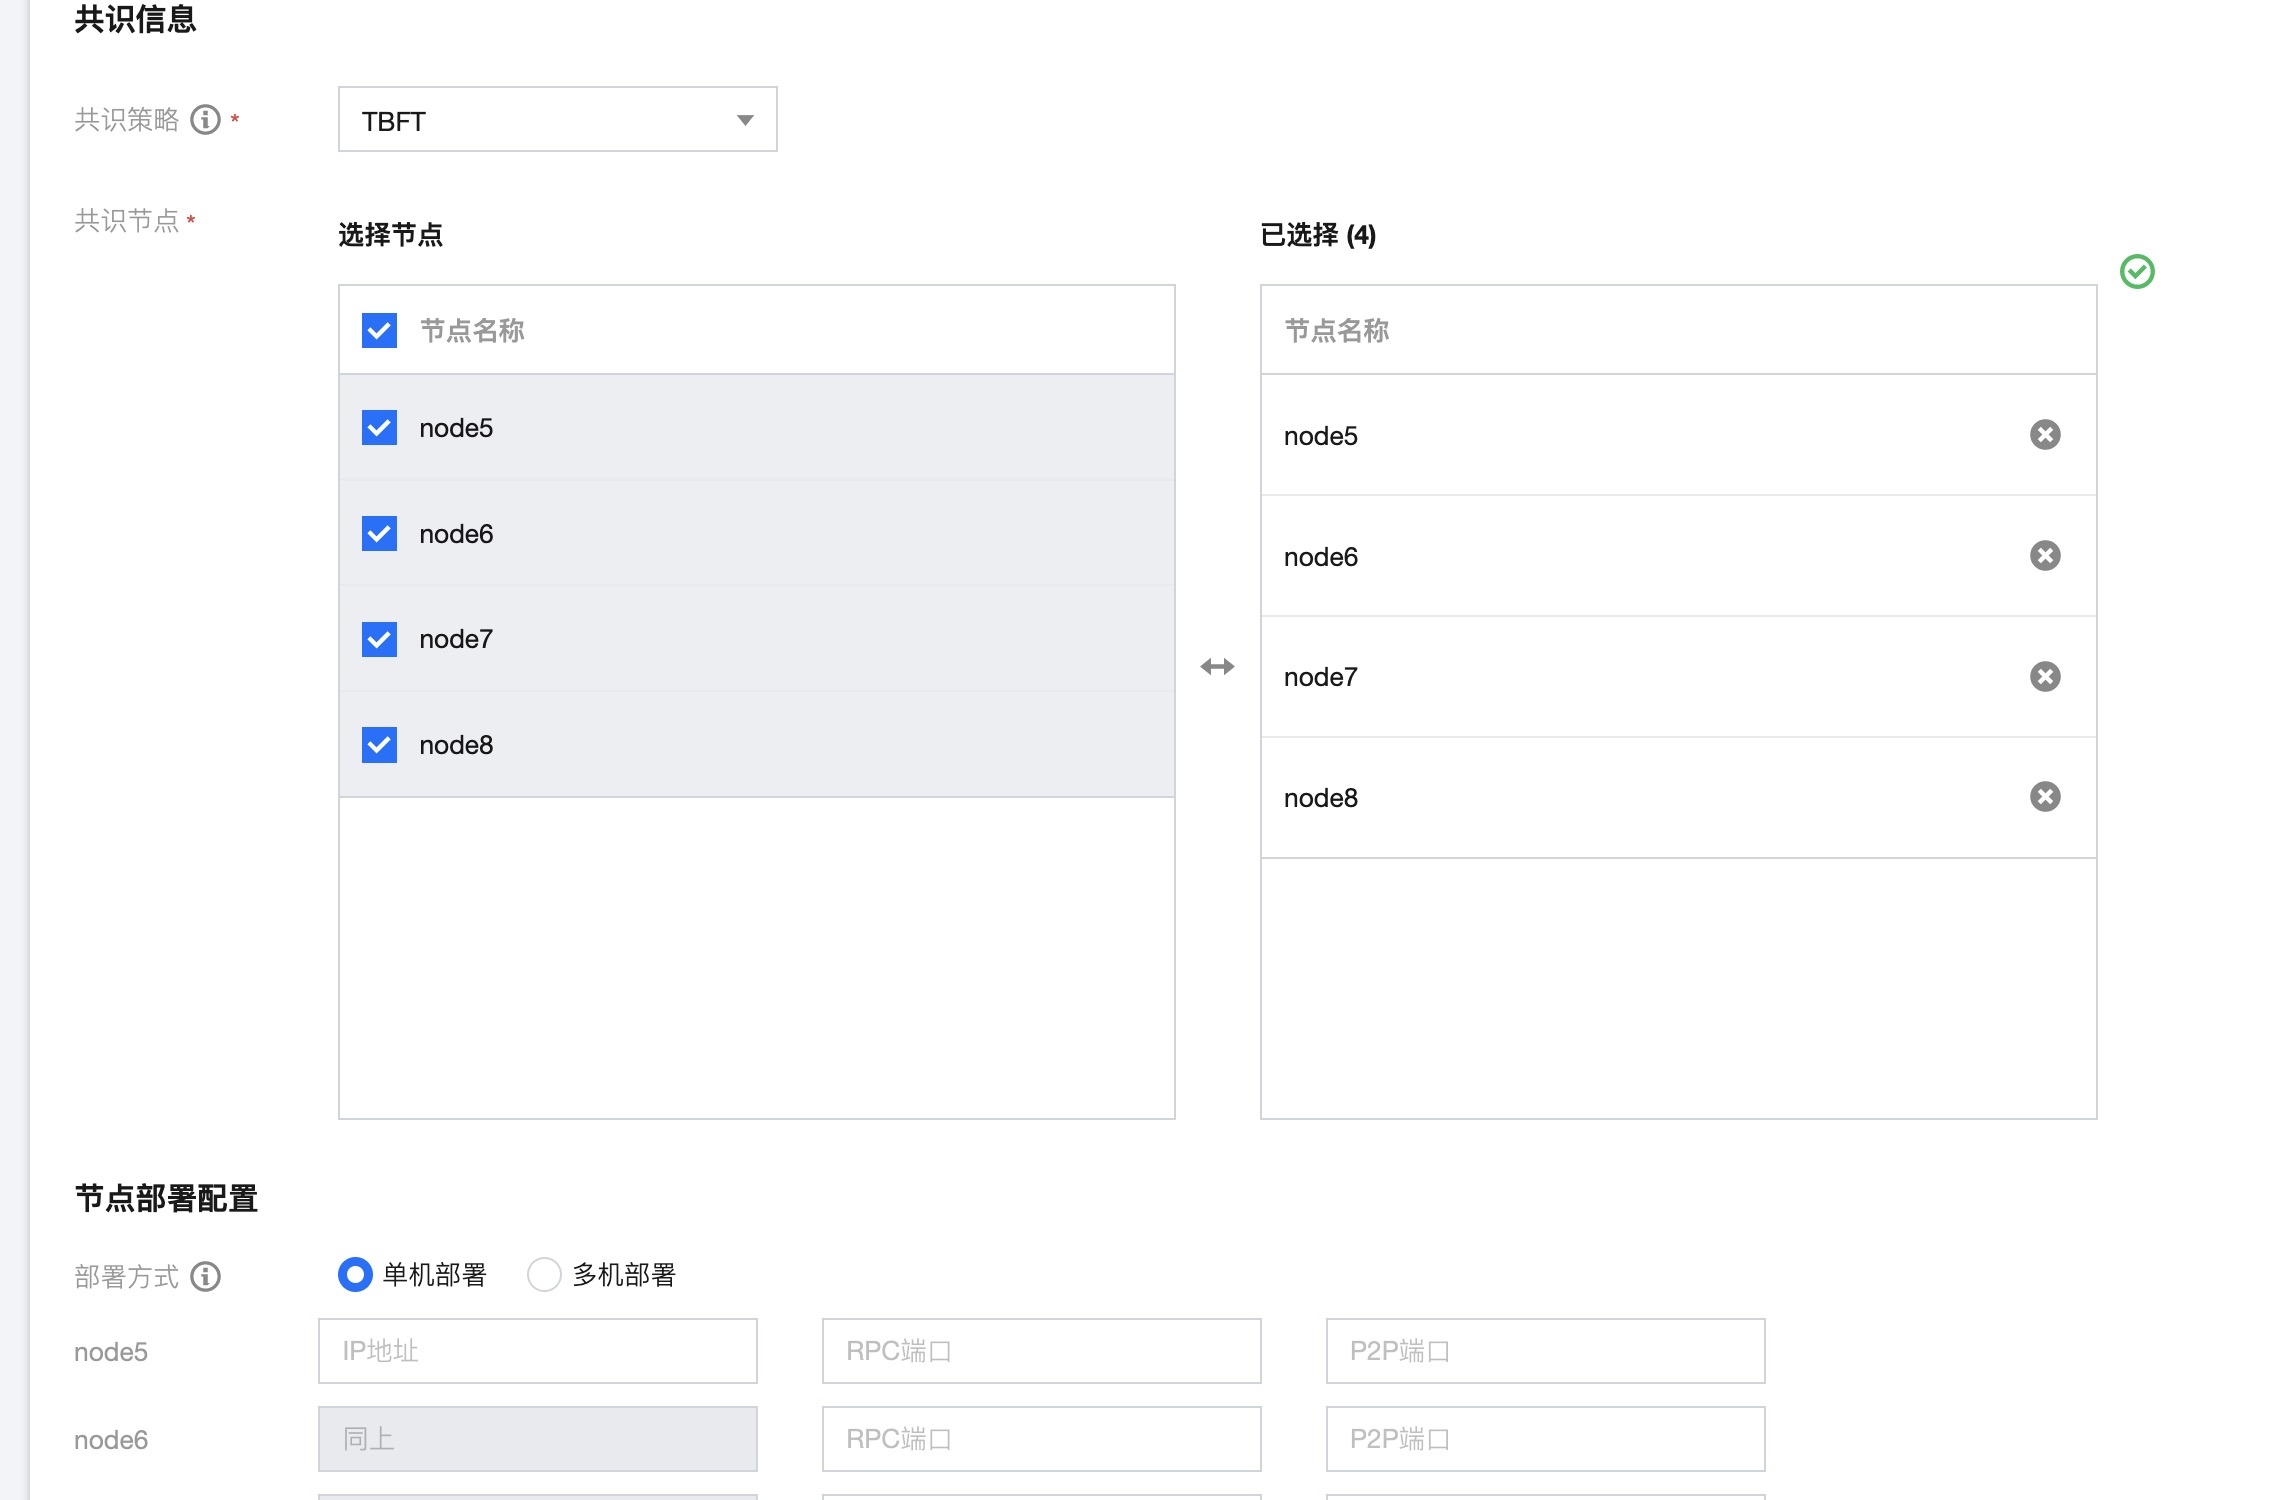 共识信息
共识策略 * TBFT
共识节点 *
选择节点 已选择 (4)
节点名称 节点名称
node5 node5
node6 node6
node7 node7
node8 node8
节点部署配置
部署方式 单机部署 多机部署
node5 IP地址 RPC端口 P2P端口
node6 同上 RPC端口 P2P端口